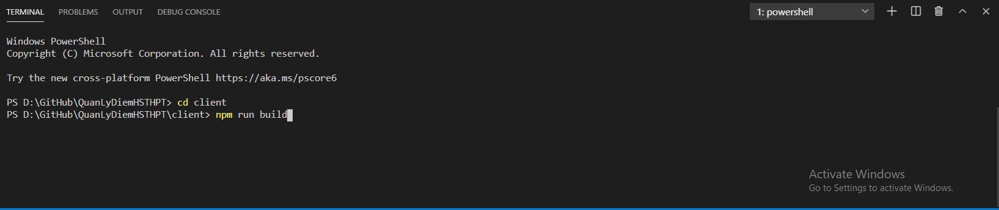 TERMINAL PROBLEMS OUTPUT DEBUG CONSOLE 1: powershell
Windows PowerShell
Copyright (C) Microsoft Corporation. All rights reserved.
Try the new cross-platform PowerShell https://aka.ms/pscore6
PS D:\GitHub\QuanLyDiemHSTHPT> cd client
PS D:\GitHub\QuanLyDiemHSTHPT\client> npm run build
Activate Windows
Go to Settings to activate Windows.